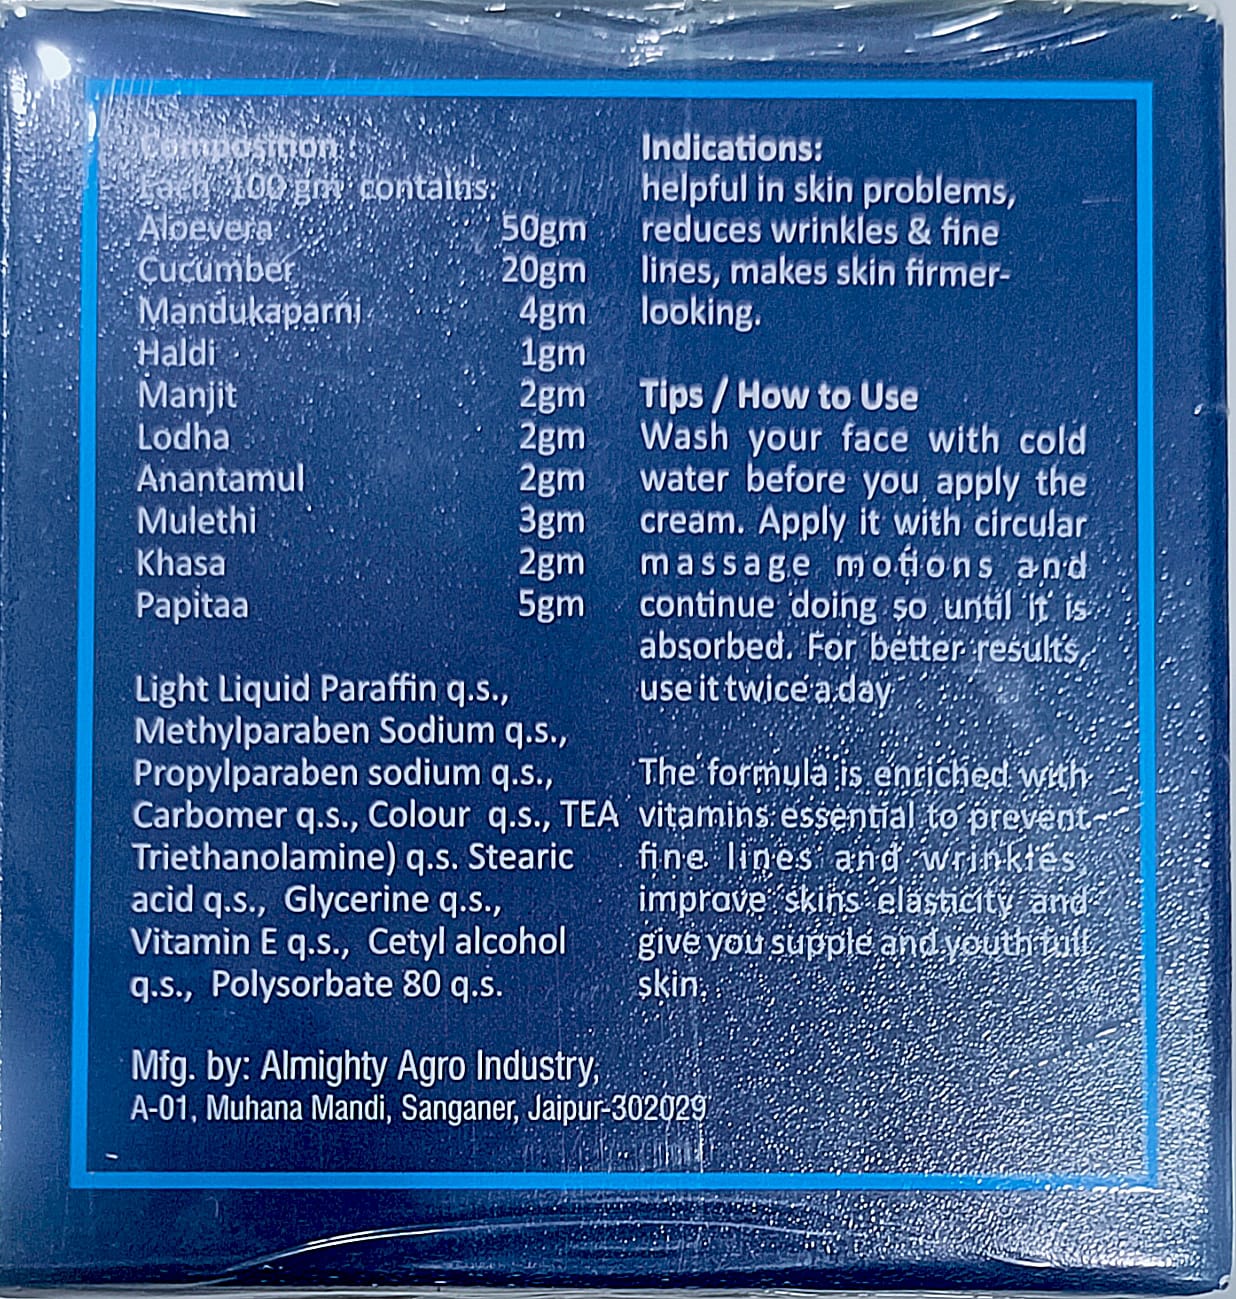 Composition :
Each 100 gm contains:
Aloevera 50gm
Cucumber 20gm
Mandukaparni 4gm
Haldi 1gm
Manjit 2gm
Lodha 2gm
Anantamul 2gm
Mulethi 3gm
Khasa 2gm
Papitaa 5gm
Light Liquid Paraffin q.s.,
Methylparaben Sodium q.s.,
Propylparaben sodium q.s.,
Carbomer q.s., Colour q.s., TEA
Triethanolamine) q.s. Stearic
acid q.s., Glycerine q.s.,
Vitamin E q.s., Cetyl alcohol
q.s., Polysorbate 80 q.s.
Mfg. by: Almighty Agro Industry,
A-01, Muhana Mandi, Sanganer, Jaipur-302029
Indications:
helpful in skin problems,
reduces wrinkles & fine
lines, makes skin firmer-
looking.
Tips / How to Use
Wash your face with cold
water before you apply the
cream. Apply it with circular
massage motions and
continue doing so until it is
absorbed. For better results,
use it twice a day
The formula is enriched with
vitamins essential to prevent
fine lines and wrinkles,
improve skins elasticity and
give you supple and youth full
skin.